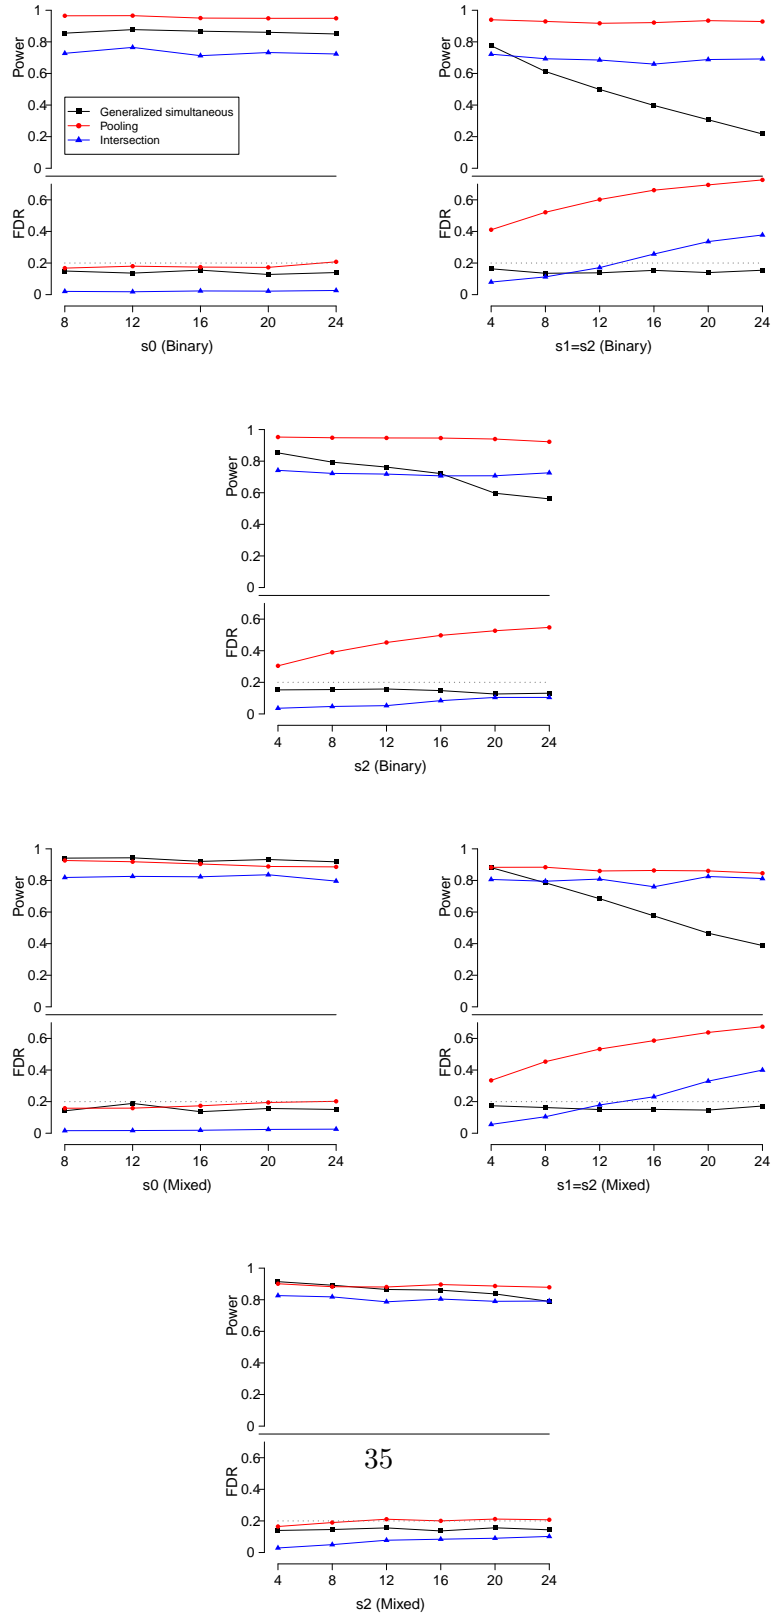 1
0.8
Power
0.6
0.4
0.2
0
Generalized simultaneous
Pooling
Intersection
0.6
FDR
0.4
0.2
0
8 12 16 20 24
s0 (Binary)
1
0.8
Power
0.6
0.4
0.2
0
0.6
FDR
0.4
0.2
0
4 8 12 16 20 24
s1=s2 (Binary)
1
0.8
Power
0.6
0.4
0.2
0
0.6
FDR
0.4
0.2
0
4 8 12 16 20 24
s2 (Binary)
1
0.8
Power
0.6
0.4
0.2
0
0.6
FDR
0.4
0.2
0
8 12 16 20 24
s0 (Mixed)
1
0.8
Power
0.6
0.4
0.2
0
0.6
FDR
0.4
0.2
0
4 8 12 16 20 24
s1=s2 (Mixed)
1
0.8
Power
0.6
0.4
0.2
0
0.6
FDR
0.4
0.2
0
4 8 12 16 20 24
s2 (Mixed)
35